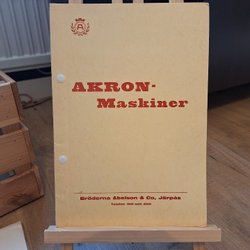 AKRON-
Maskiner
Bröderna Abelson & Co, Järpås